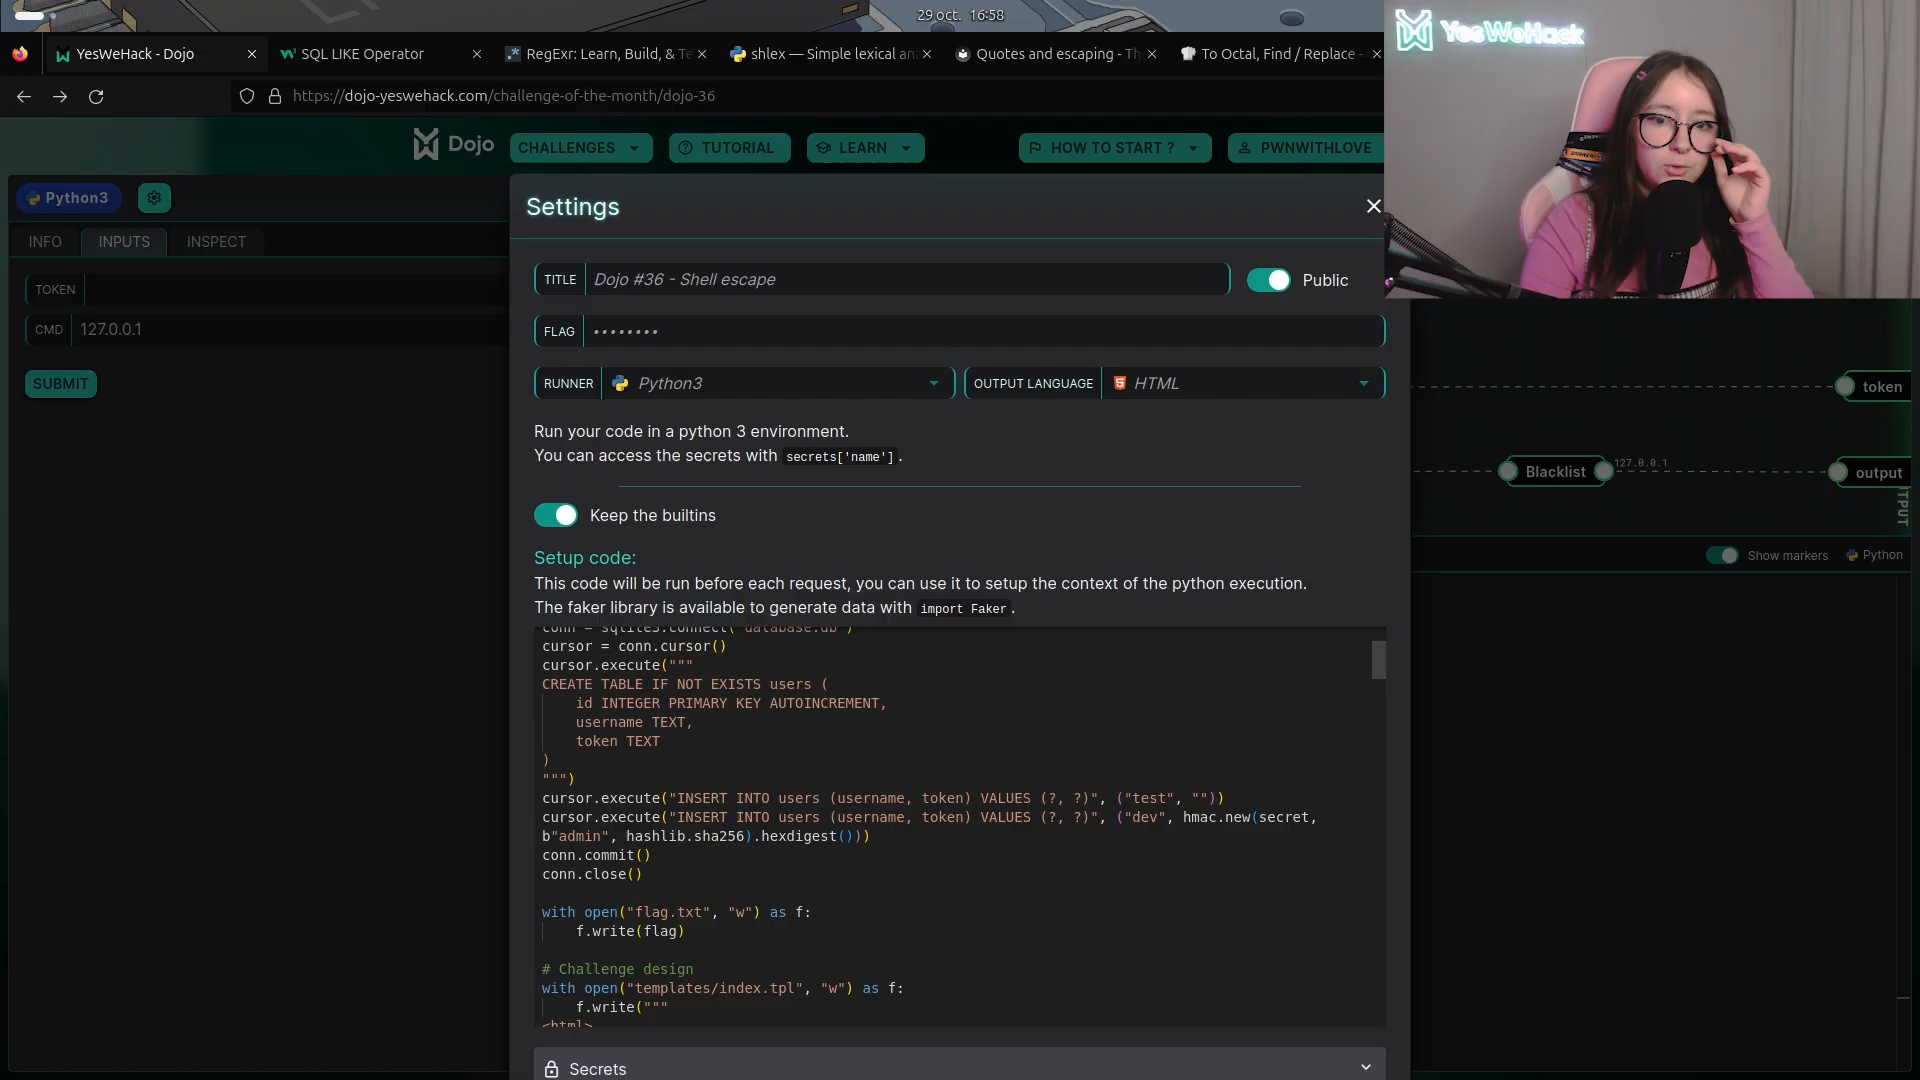 29 oct. 16:58
YesWeHack - Dojo
SQL LIKE Operator
RegExr: Learn, Build, & Te
shlex — Simple lexical an
Quotes and escaping - Th
To Octal, Find / Replace -
YesWeHack
https://dojo-yeswehack.com/challenge-of-the-month/dojo-36
Dojo
CHALLENGES
TUTORIAL
LEARN
HOW TO START ?
PWNWITHLOVE
Python3
Settings
INFO
INPUTS
INSPECT
TOKEN
CMD 127.0.0.1
SUBMIT
TITLE Dojo #36 - Shell escape
Public
FLAG ••••••••
RUNNER Python3
OUTPUT LANGUAGE HTML
token
Run your code in a python 3 environment.
You can access the secrets with secrets['name'].
Blacklist
127.0.0.1
output
Keep the builtins
Setup code:
Show markers
Python
This code will be run before each request, you can use it to setup the context of the python execution.
The faker library is available to generate data with import Faker.
conn = sqlite3.connect("database.db")
cursor = conn.cursor()
cursor.execute("""
CREATE TABLE IF NOT EXISTS users (
id INTEGER PRIMARY KEY AUTOINCREMENT,
username TEXT,
token TEXT
)
""")
cursor.execute("INSERT INTO users (username, token) VALUES (?, ?)", ("test", ""))
cursor.execute("INSERT INTO users (username, token) VALUES (?, ?)", ("dev", hmac.new(secret,
b"admin", hashlib.sha256).hexdigest()))
conn.commit()
conn.close()
with open("flag.txt", "w") as f:
f.write(flag)
# Challenge design
with open("templates/index.tpl", "w") as f:
f.write("""
<html>
Secrets